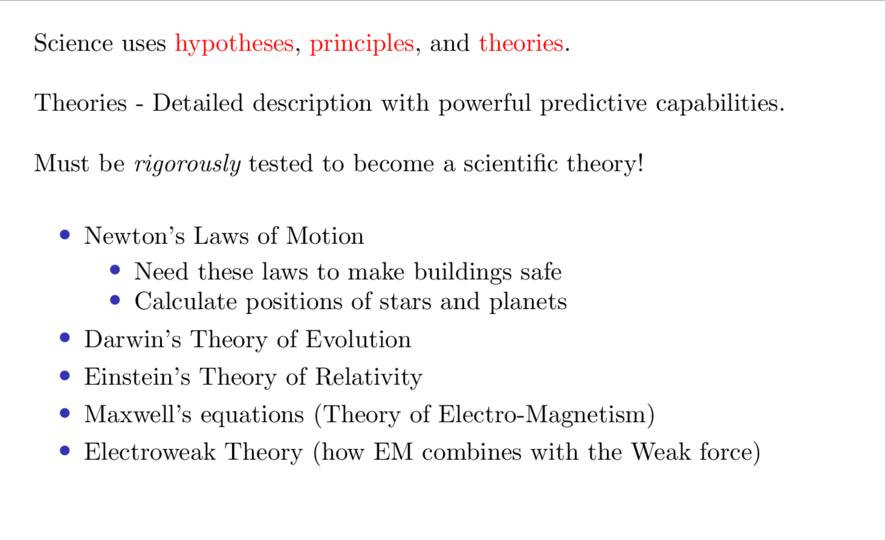 Science uses hypotheses, principles, and theories.
Theories - Detailed description with powerful predictive capabilities.
Must be rigorously tested to become a scientific theory!
• Newton's Laws of Motion
• Need these laws to make buildings safe
• Calculate positions of stars and planets
• Darwin's Theory of Evolution
• Einstein's Theory of Relativity
• Maxwell's equations (Theory of Electro-Magnetism)
• Electroweak Theory (how EM combines with the Weak force)